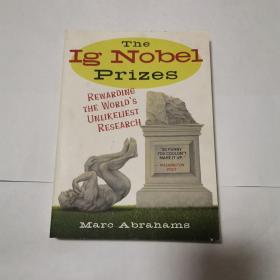 The
Ig Nobel
Prizes
REWARDING
THE WORLD'S
UNLIKELIEST
RESEARCH
"SO FUNNY
YOU COULDN'T
MAKE IT UP."
—WASHINGTON
POST
Marc Abrahams